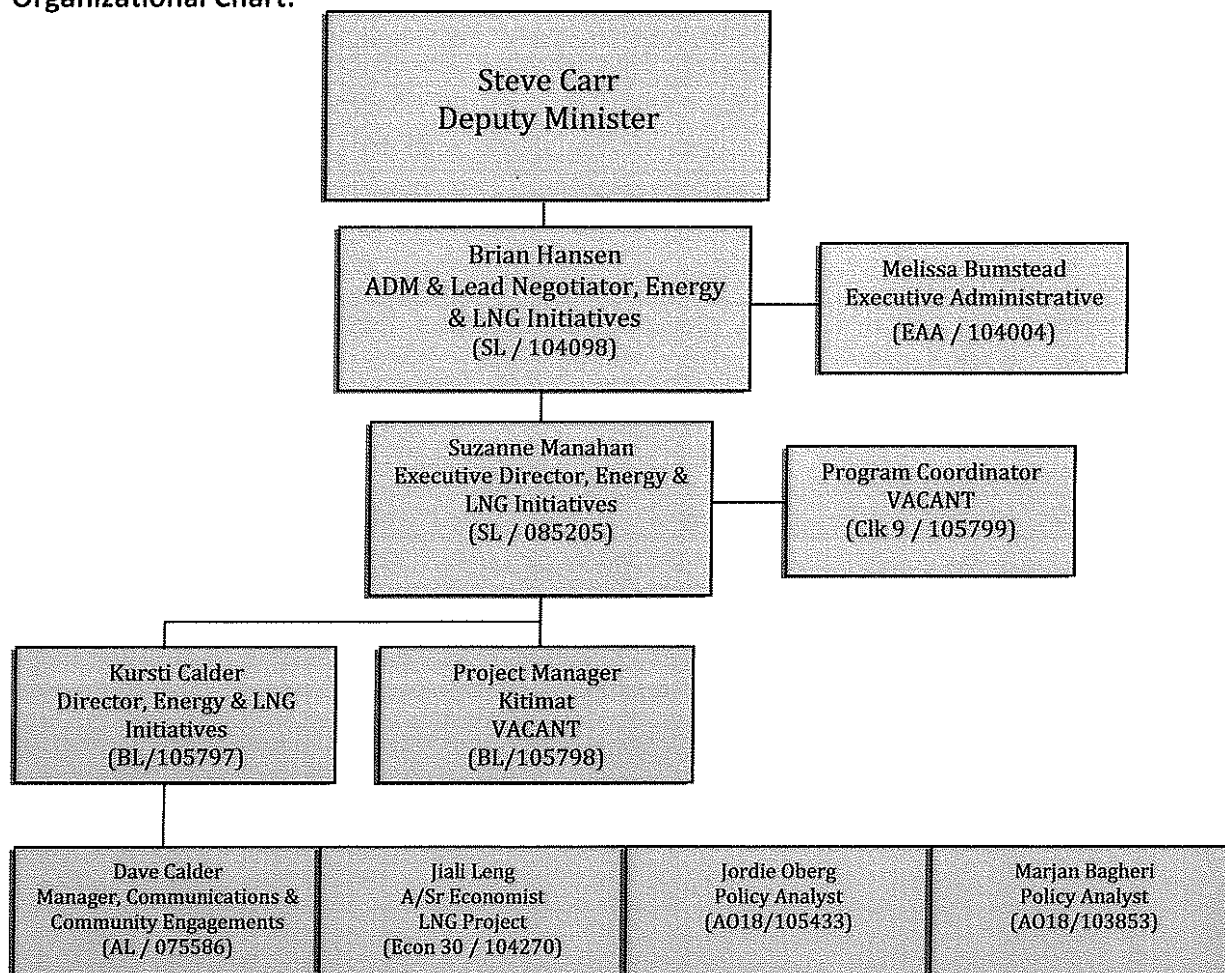 Organizational Chart:
Steve Carr
Deputy Minister
Brian Hansen
ADM & Lead Negotiator, Energy
& LNG Initiatives
(SL / 104098)
Melissa Bumstead
Executive Administrative
(EAA / 104004)
Suzanne Manahan
Executive Director, Energy &
LNG Initiatives
(SL / 085205)
Program Coordinator
VACANT
(Clk 9 / 105799)
Kursti Calder
Director, Energy & LNG
Initiatives
(BL/105797)
Project Manager
Kitimat
VACANT
(BL/105798)
Dave Calder
Manager, Communications &
Community Engagements
(AL / 075586)
Jiali Leng
A/Sr Economist
LNG Project
(Econ 30 / 104270)
Jordie Oberg
Policy Analyst
(AO18/105433)
Marjan Bagheri
Policy Analyst
(AO18/103853)